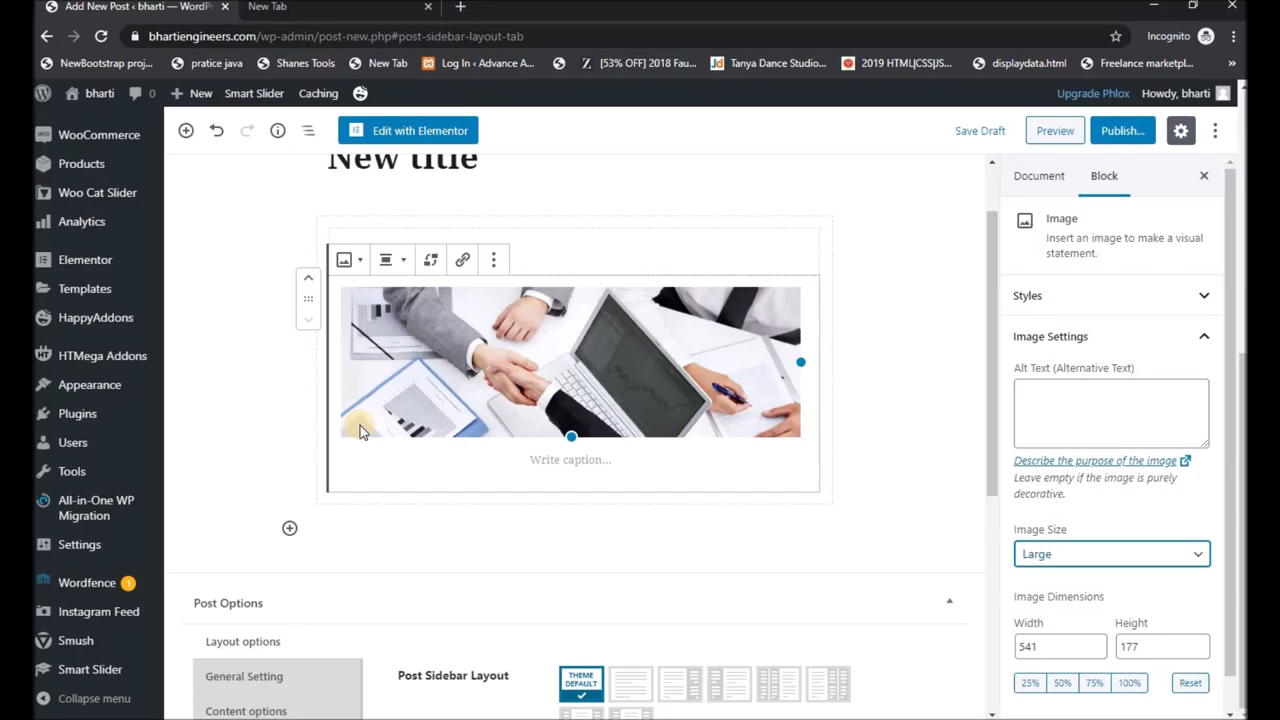 Add New Post ‹ bharti — WordPr
New Tab
bhartiengineers.com/wp-admin/post-new.php#post-sidebar-layout-tab
Incognito
NewBootstrap proj...
pratice java
Shanes Tools
New Tab
Log In ‹ Advance A...
[53% OFF] 2018 Fau...
Tanya Dance Studio...
2019 HTML|CSS|JS...
displaydata.html
Freelance marketpl...
»
bharti
0
New
Smart Slider
Caching
Upgrade Phlox
Howdy, bharti
WooCommerce
Products
Woo Cat Slider
Analytics
Elementor
Templates
HappyAddons
HTMega Addons
Appearance
Plugins
Users
Tools
All-in-One WP
Migration
Settings
Wordfence 1
Instagram Feed
Smush
Smart Slider
Collapse menu
Edit with Elementor
Save Draft
Preview
Publish...
New title
Write caption...
Post Options
Layout options
General Setting
Content options
Post Sidebar Layout
THEME
DEFAULT
Document
Block
Image
Insert an image to make a visual
statement.
Styles
Image Settings
Alt Text (Alternative Text)
Describe the purpose of the image
Leave empty if the image is purely
decorative.
Image Size
Large
Image Dimensions
Width
Height
541
177
25%
50%
75%
100%
Reset